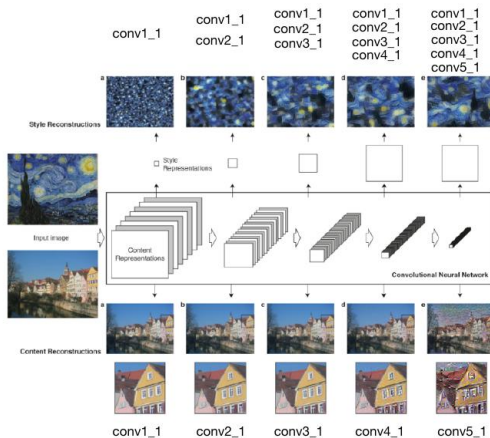 conv1_1
conv1_1
conv2_1
conv1_1
conv2_1
conv3_1
conv1_1
conv2_1
conv3_1
conv4_1
conv1_1
conv2_1
conv3_1
conv4_1
conv5_1
Style Reconstructions
a b c d e
Style
Representations
Input image
Content
Representations
Convolutional Neural Network
a b c d e
Content Reconstructions
conv1_1 conv2_1 conv3_1 conv4_1 conv5_1